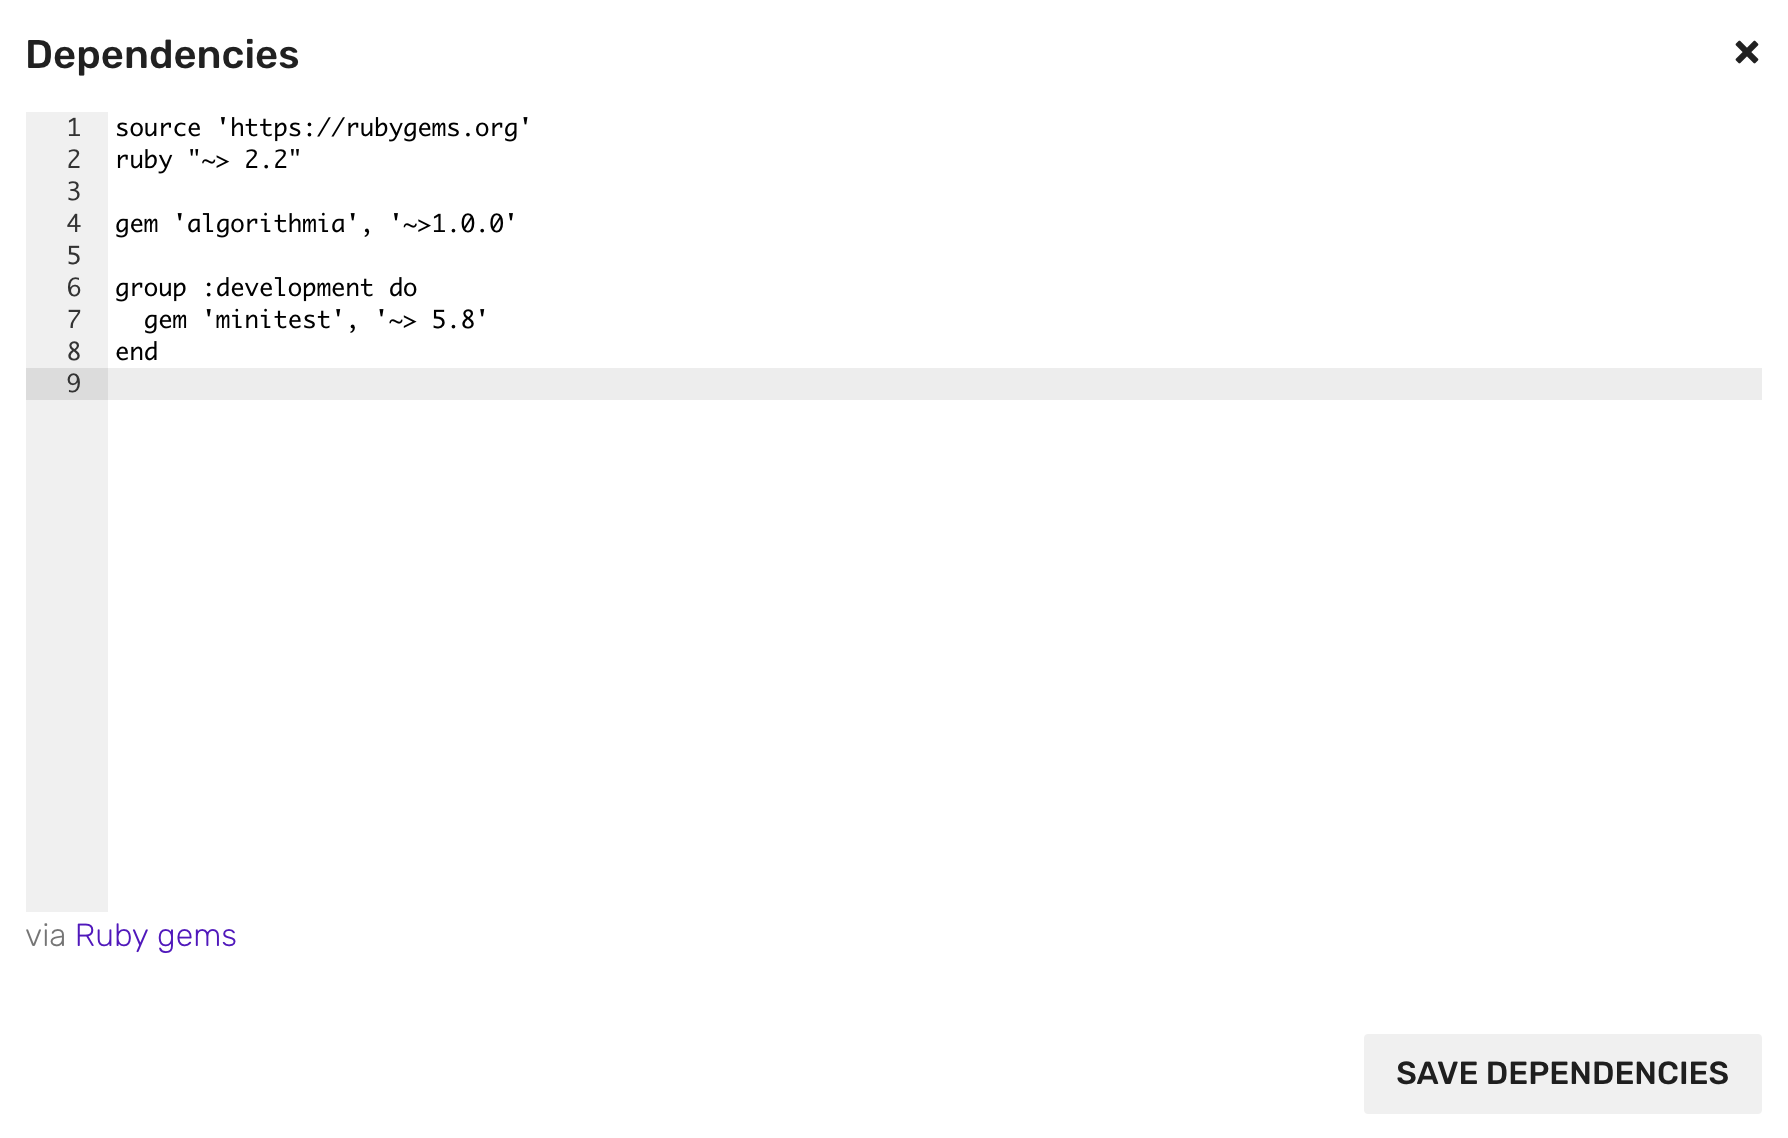 Dependencies
1 source 'https://rubygems.org'
2 ruby "~> 2.2"
3
4 gem 'algorithmia', '~>1.0.0'
5
6 group :development do
7   gem 'minitest', '~> 5.8'
8 end
9
via Ruby gems
SAVE DEPENDENCIES